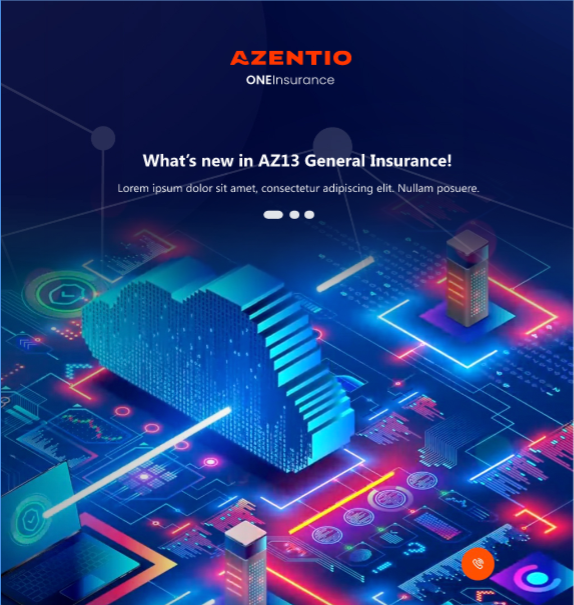 AZENTIO
ONEInsurance
What's new in AZ13 General Insurance!
Lorem ipsum dolor sit amet, consectetur adipiscing elit. Nullam posuere.